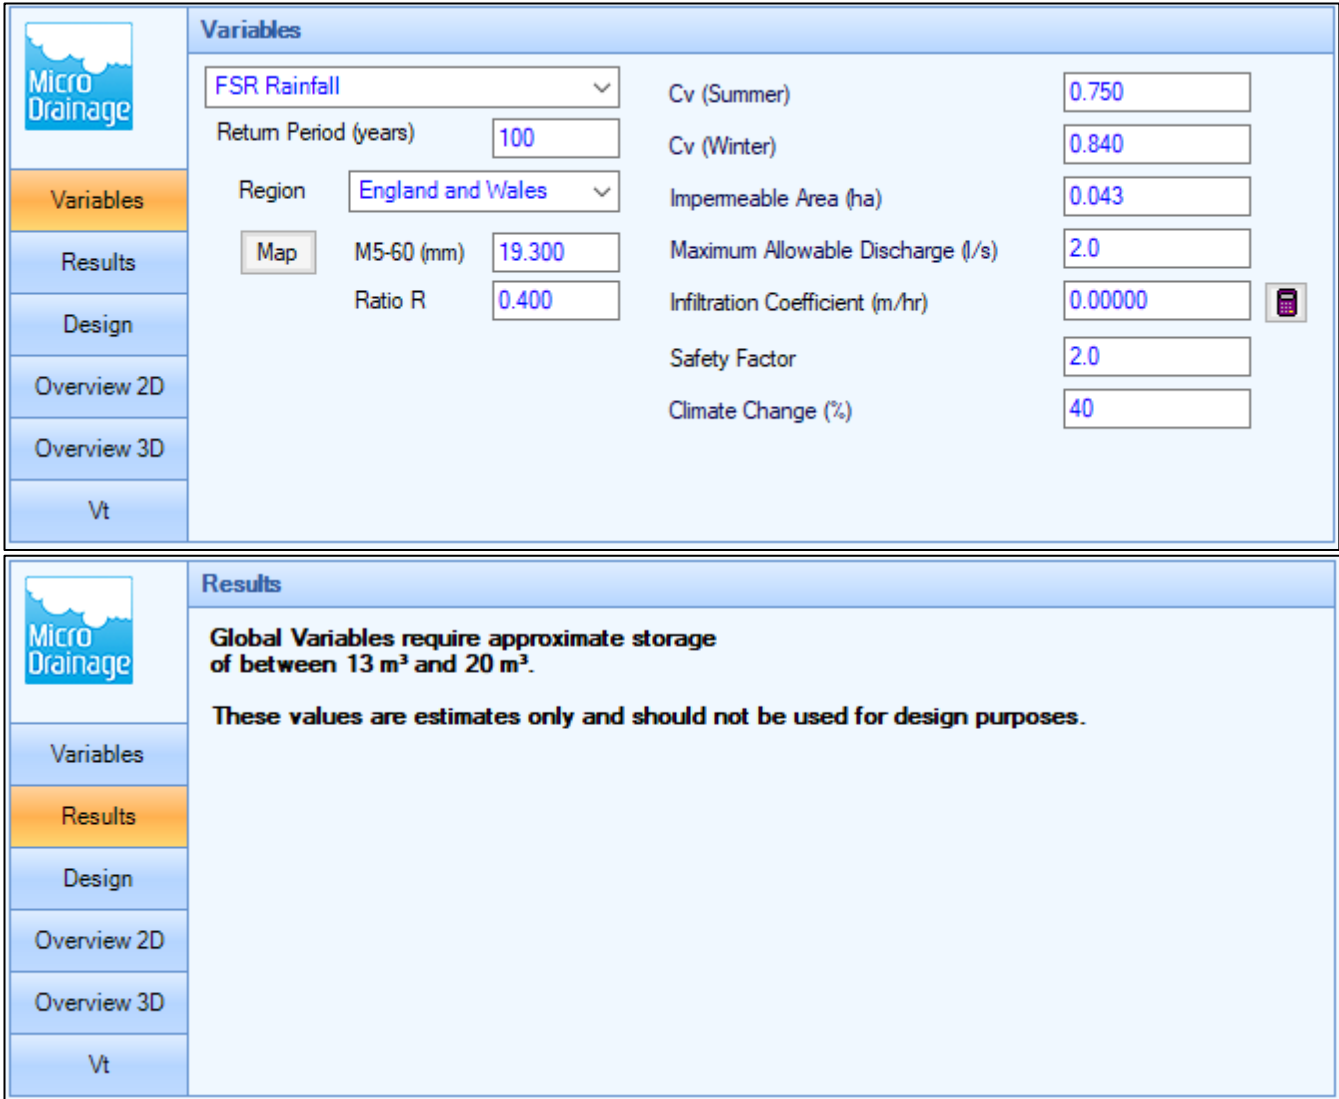 Micro
Drainage
Variables
Results
Design
Overview 2D
Overview 3D
Vt
Variables
FSR Rainfall
Return Period (years) 100
Region England and Wales
Map M5-60 (mm) 19.300
Ratio R 0.400
Cv (Summer) 0.750
Cv (Winter) 0.840
Impermeable Area (ha) 0.043
Maximum Allowable Discharge (l/s) 2.0
Infiltration Coefficient (m/hr) 0.00000
Safety Factor 2.0
Climate Change (%) 40
Micro
Drainage
Variables
Results
Design
Overview 2D
Overview 3D
Vt
Results
Global Variables require approximate storage
of between 13 m³ and 20 m³.
These values are estimates only and should not be used for design purposes.